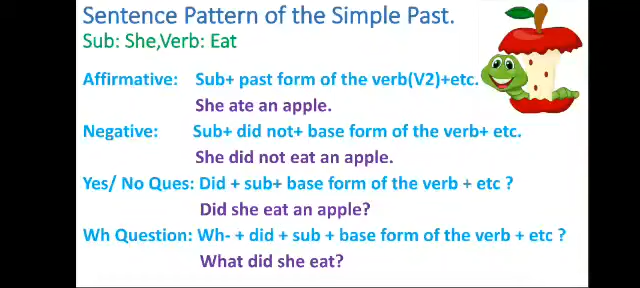 Sentence Pattern of the Simple Past.
Sub: She,Verb: Eat
Affirmative: Sub+ past form of the verb(V2)+etc.
She ate an apple.
Negative: Sub+ did not+ base form of the verb+ etc.
She did not eat an apple.
Yes/ No Ques: Did + sub+ base form of the verb + etc ?
Did she eat an apple?
Wh Question: Wh- + did + sub + base form of the verb + etc ?
What did she eat?